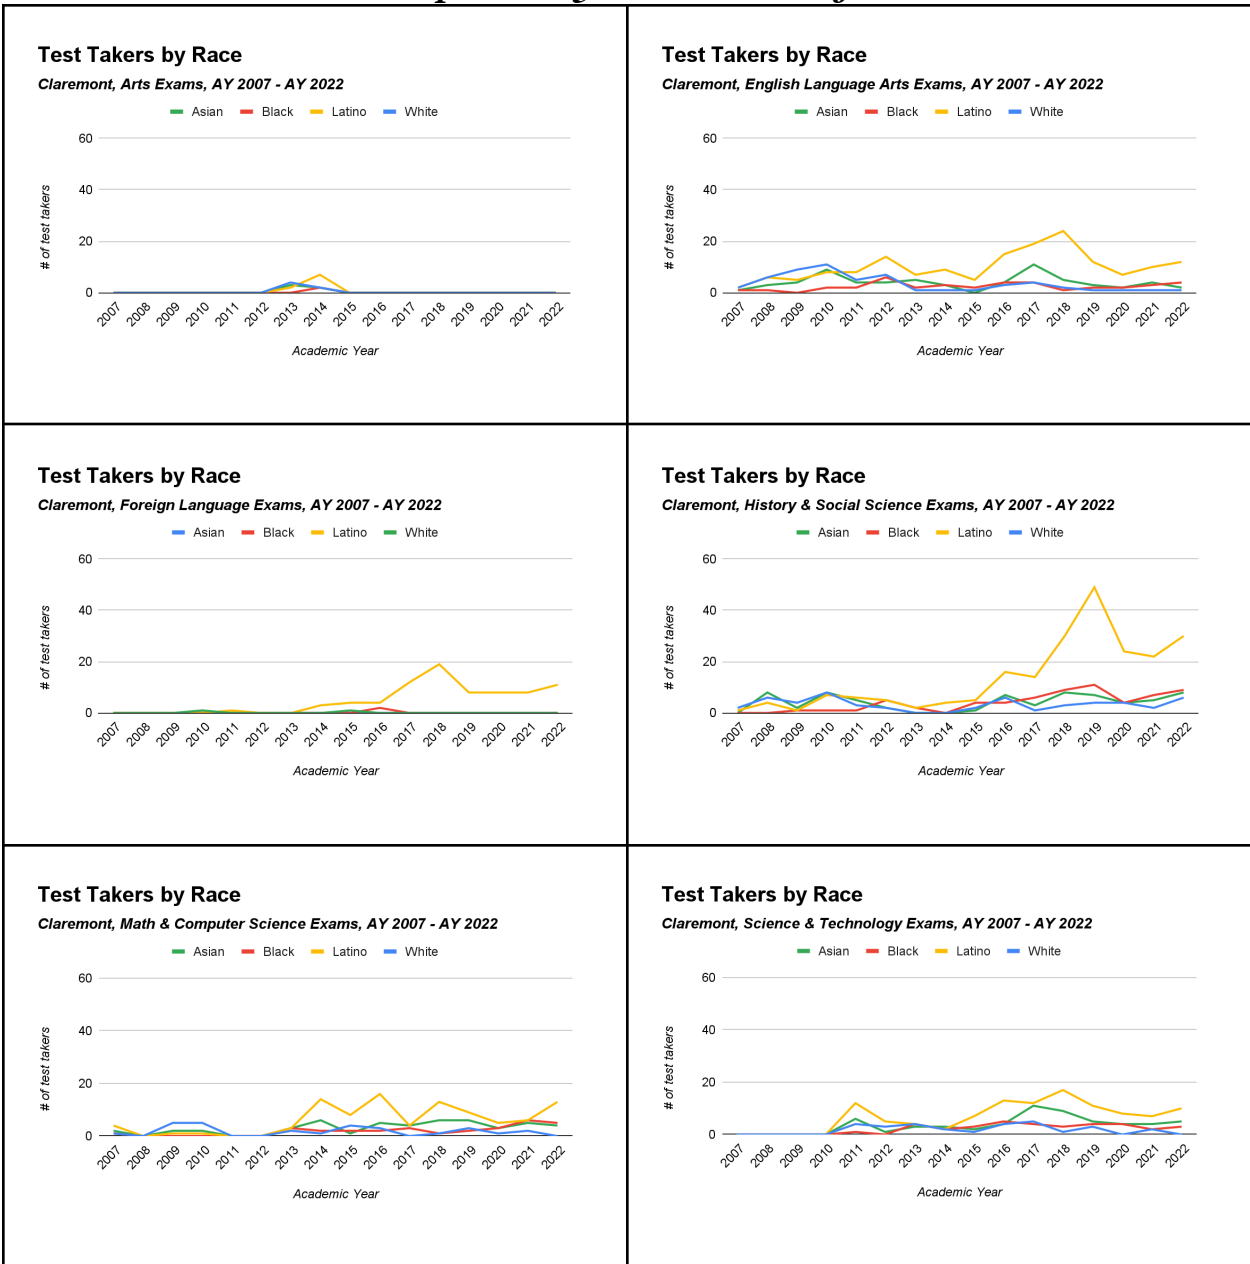 Test Takers by Race
Claremont, Arts Exams, AY 2007 - AY 2022
Asian Black Latino White
60
40
20
0
# of test takers
2007 2008 2009 2010 2011 2012 2013 2014 2015 2016 2017 2018 2019 2020 2021 2022
Academic Year
Test Takers by Race
Claremont, English Language Arts Exams, AY 2007 - AY 2022
Asian Black Latino White
60
40
20
0
# of test takers
2007 2008 2009 2010 2011 2012 2013 2014 2015 2016 2017 2018 2019 2020 2021 2022
Academic Year
Test Takers by Race
Claremont, Foreign Language Exams, AY 2007 - AY 2022
Asian Black Latino White
60
40
20
0
# of test takers
2007 2008 2009 2010 2011 2012 2013 2014 2015 2016 2017 2018 2019 2020 2021 2022
Academic Year
Test Takers by Race
Claremont, History & Social Science Exams, AY 2007 - AY 2022
Asian Black Latino White
60
40
20
0
# of test takers
2007 2008 2009 2010 2011 2012 2013 2014 2015 2016 2017 2018 2019 2020 2021 2022
Academic Year
Test Takers by Race
Claremont, Math & Computer Science Exams, AY 2007 - AY 2022
Asian Black Latino White
60
40
20
0
# of test takers
2007 2008 2009 2010 2011 2012 2013 2014 2015 2016 2017 2018 2019 2020 2021 2022
Academic Year
Test Takers by Race
Claremont, Science & Technology Exams, AY 2007 - AY 2022
Asian Black Latino White
60
40
20
0
# of test takers
2007 2008 2009 2010 2011 2012 2013 2014 2015 2016 2017 2018 2019 2020 2021 2022
Academic Year